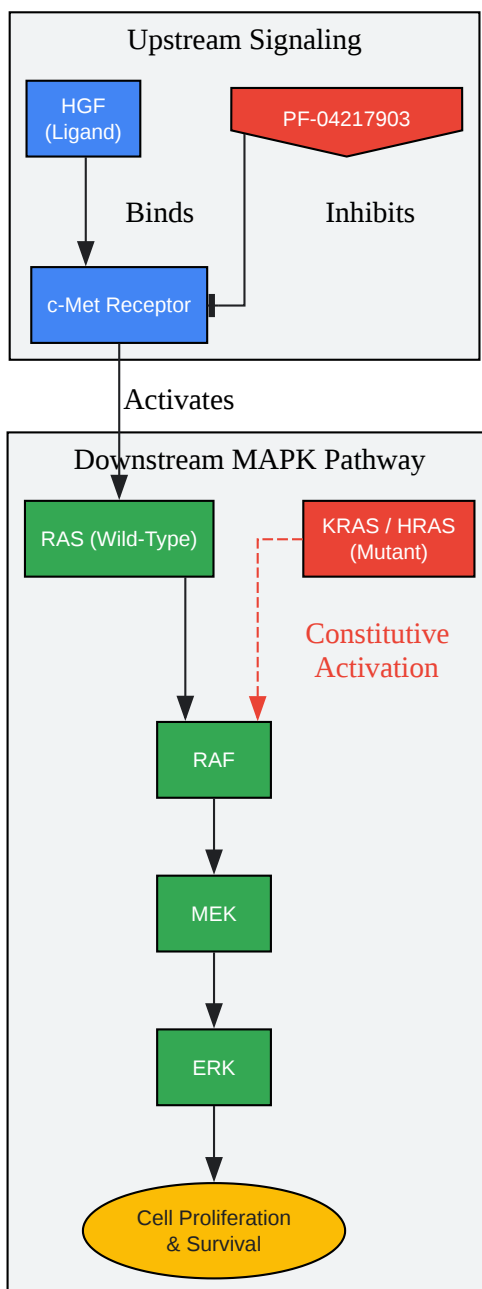 Upstream Signaling
HGF
(Ligand)
PF-04217903
Binds
Inhibits
c-Met Receptor
Activates
Downstream MAPK Pathway
RAS (Wild-Type)
KRAS / HRAS
(Mutant)
Constitutive
Activation
RAF
MEK
ERK
Cell Proliferation
& Survival